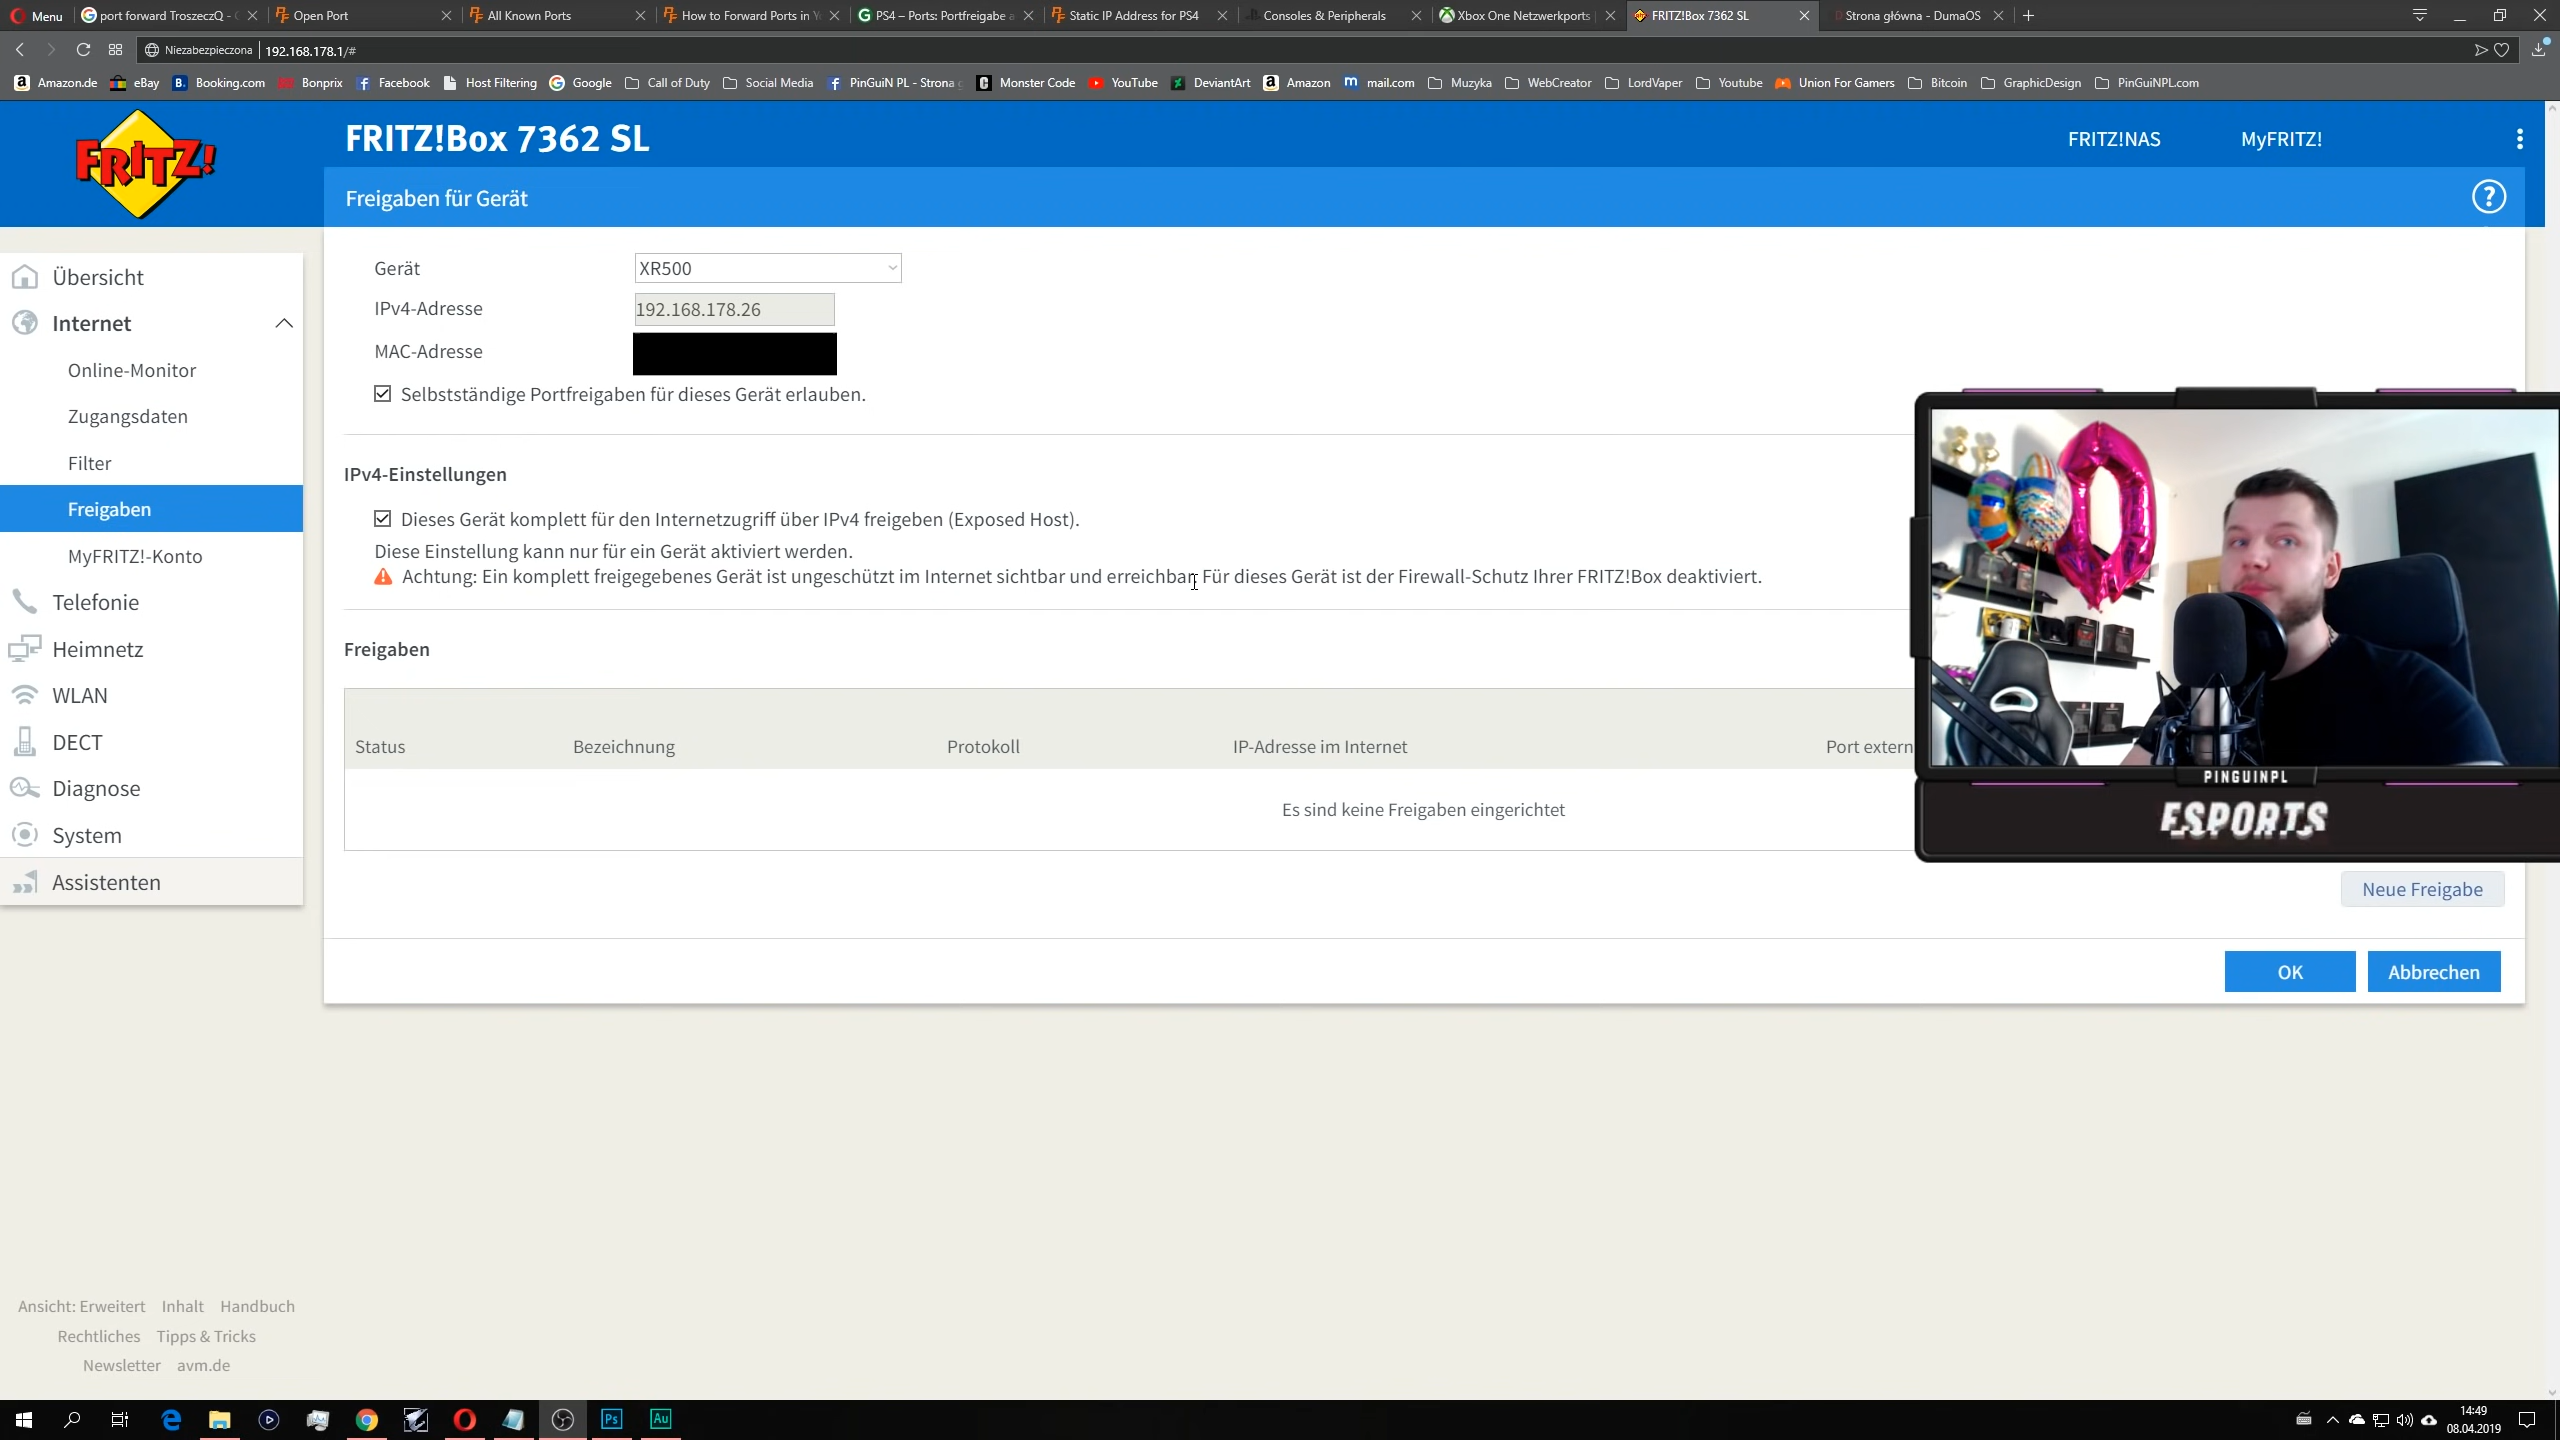 Menu
port forward TroszeczQ -
Open Port
All Known Ports
How to Forward Ports in Y
PS4 – Ports: Portfreigabe a
Static IP Address for PS4
Consoles & Peripherals
Xbox One Netzwerkports
FRITZ!Box 7362 SL
Strona główna - DumaOS
Niezabezpieczona
192.168.178.1/#
Amazon.de
eBay
Booking.com
Bonprix
Facebook
Host Filtering
Google
Call of Duty
Social Media
PinGuiN PL - Strona
Monster Code
YouTube
DeviantArt
Amazon
mail.com
Muzyka
WebCreator
LordVaper
Youtube
Union For Gamers
Bitcoin
GraphicDesign
PinGuiNPL.com
FRITZ!
FRITZ!Box 7362 SL
FRITZ!NAS
MyFRITZ!
Freigaben für Gerät
Übersicht
Internet
Online-Monitor
Zugangsdaten
Filter
Freigaben
MyFRITZ!-Konto
Telefonie
Heimnetz
WLAN
DECT
Diagnose
System
Assistenten
Gerät
XR500
IPv4-Adresse
192.168.178.26
MAC-Adresse
Selbstständige Portfreigaben für dieses Gerät erlauben.
IPv4-Einstellungen
Dieses Gerät komplett für den Internetzugriff über IPv4 freigeben (Exposed Host).
Diese Einstellung kann nur für ein Gerät aktiviert werden.
Achtung: Ein komplett freigegebenes Gerät ist ungeschützt im Internet sichtbar und erreichbar. Für dieses Gerät ist der Firewall-Schutz Ihrer FRITZ!Box deaktiviert.
Freigaben
Status
Bezeichnung
Protokoll
IP-Adresse im Internet
Port extern
Es sind keine Freigaben eingerichtet
PINGUINPL
ESPORTS
Neue Freigabe
OK
Abbrechen
Ansicht: Erweitert
Inhalt
Handbuch
Rechtliches
Tipps & Tricks
Newsletter
avm.de
Ps
Au
14:49
08.04.2019